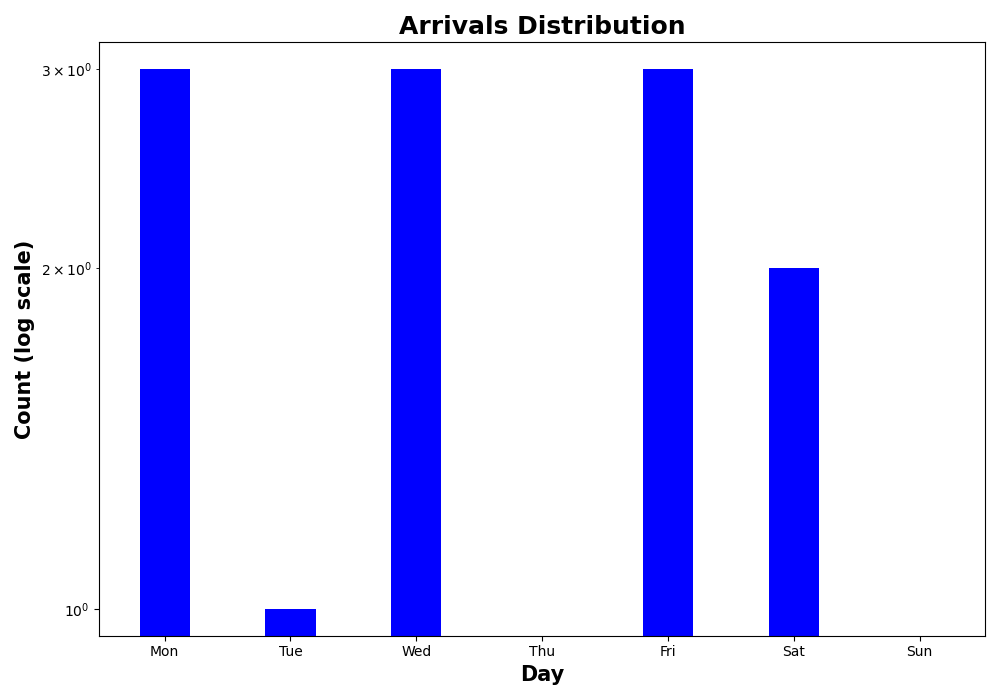 Arrivals Distribution
Count (log scale)
3 × 10⁰
2 × 10⁰
10⁰
Mon Tue Wed Thu Fri Sat Sun
Day